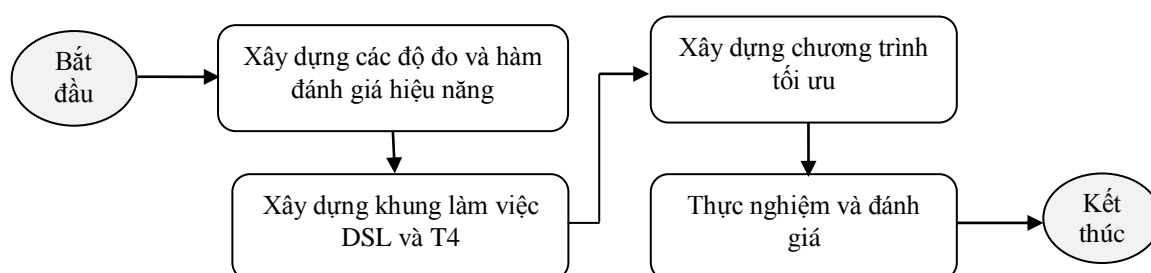 Bắt
đầu
Xây dựng các độ đo và hàm
đánh giá hiệu năng
Xây dựng khung làm việc
DSL và T4
Xây dựng chương trình
tối ưu
Thực nghiệm và đánh
giá
Kết
thúc